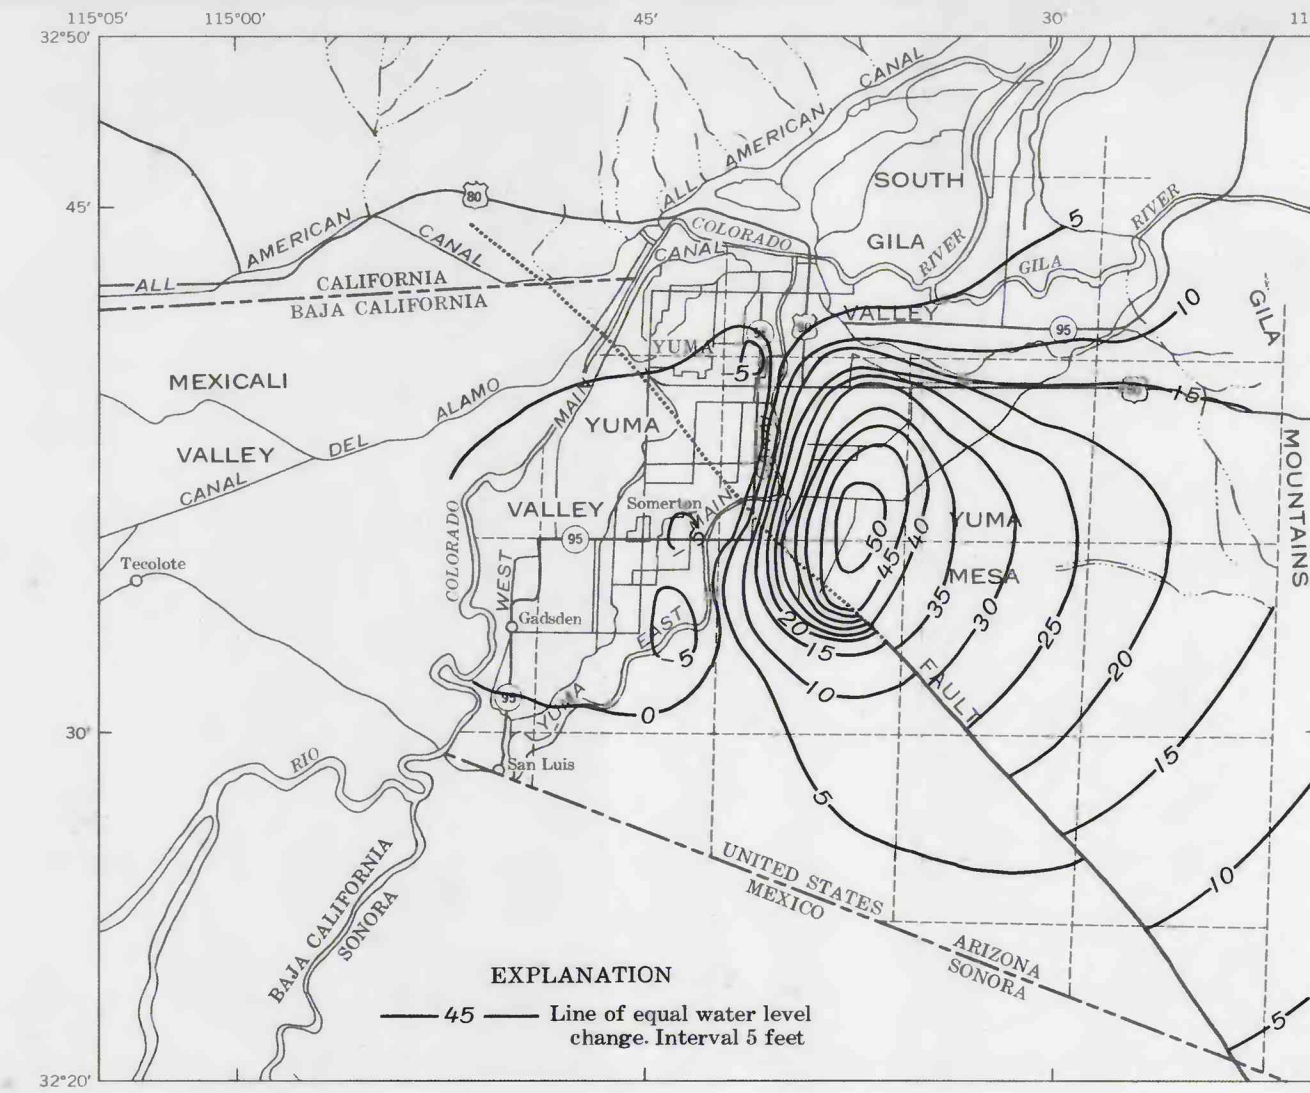 115°05′ 115°00′ 45′ 30′ 11
32°50′
45′
30°
32°20′
ALL AMERICAN CANAL
80
ALL AMERICAN CANAL
CALIFORNIA
BAJA CALIFORNIA
COLORADO
CANAL
SOUTH
GILA
VALLEY
RIVER
GILA
RIVER
5
10
95
GILA
MOUNTAINS
15
MEXICALI
VALLEY
CANAL DEL ALAMO
YUMA
-5
MAIN
YUMA
VALLEY
Somerton
MAIN
5
95
COLORADO
WEST
Tecolote
Gadsden
EAST
-5
YUMA
95
0
San Luis
YUMA
MESA
50
45
40
35
30
25
20
15
10
5
20
15
10
5
FAULT
RIO
BAJA CALIFORNIA
SONORA
UNITED STATES
MEXICO
ARIZONA
SONORA
EXPLANATION
45 Line of equal water level
change. Interval 5 feet